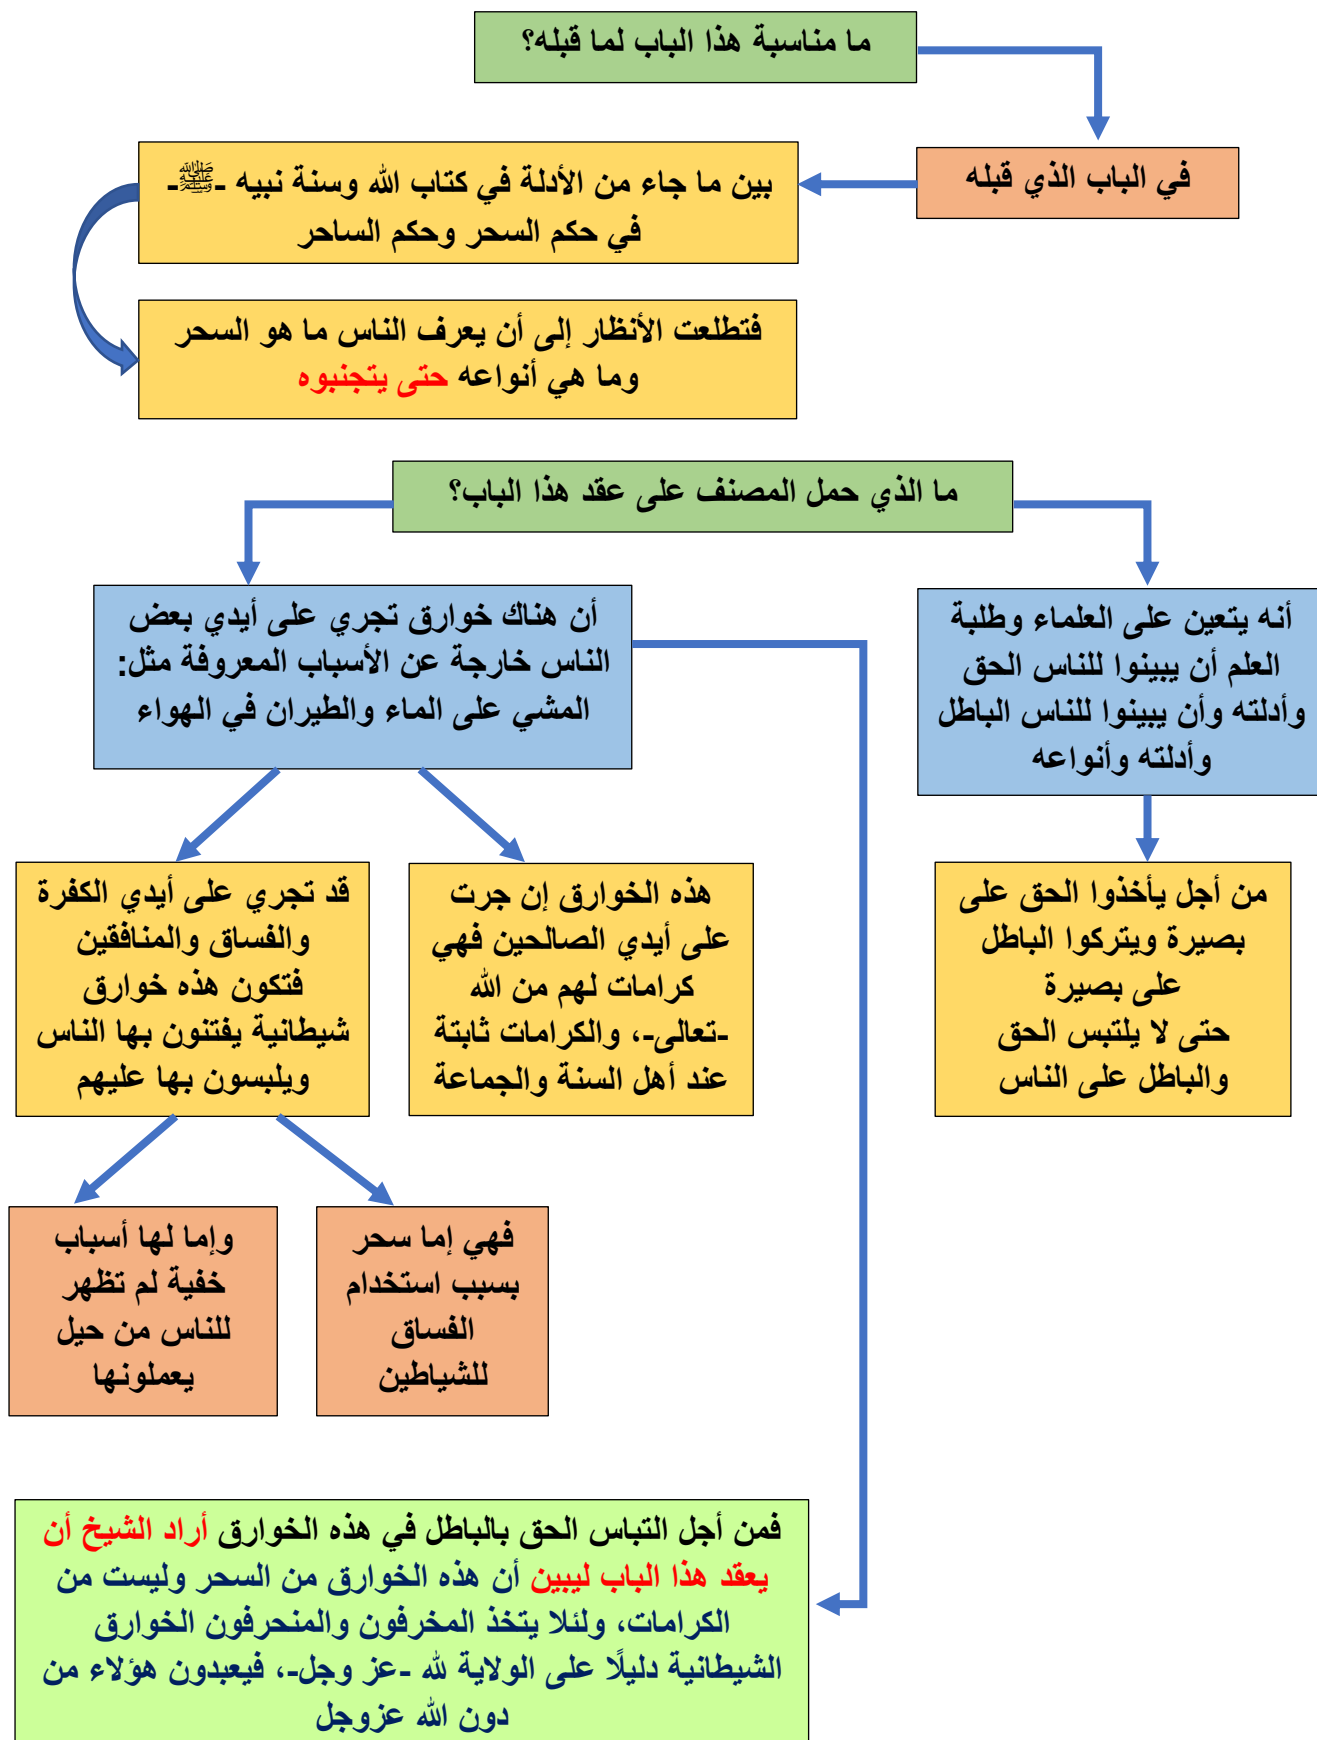 ما مناسبة هذا الباب لما قبله؟
في الباب الذي قبله
بين ما جاء من الأدلة في كتاب الله وسنة نبيه -ﷺ-
في حكم السحر وحكم الساحر
فتطلعت الأنظار إلى أن يعرف الناس ما هو السحر
وما هي أنواعه حتى يتجنبوه
ما الذي حمل المصنف على عقد هذا الباب؟
أنه يتعين على العلماء وطلبة
العلم أن يبينوا للناس الحق
وأدلته وأن يبينوا للناس الباطل
وأدلته وأنواعه
من أجل يأخذوا الحق على
بصيرة ويتركوا الباطل
على بصيرة
حتى لا يلتبس الحق
والباطل على الناس
أن هناك خوارق تجري على أيدي بعض
الناس خارجة عن الأسباب المعروفة مثل:
المشي على الماء والطيران في الهواء
هذه الخوارق إن جرت
على أيدي الصالحين فهي
كرامات لهم من الله
-تعالى-، والكرامات ثابتة
عند أهل السنة والجماعة
قد تجري على أيدي الكفرة
والفساق والمنافقين
فتكون هذه خوارق
شيطانية يفتنون بها الناس
ويلبسون بها عليهم
فهي إما سحر
بسبب استخدام
الفساق
للشياطين
وإما لها أسباب
خفية لم تظهر
للناس من حيل
يعملونها
فمن أجل التباس الحق بالباطل في هذه الخوارق أراد الشيخ أن
يعقد هذا الباب ليبين أن هذه الخوارق من السحر وليست من
الكرامات، ولئلا يتخذ المخرفون والمنحرفون الخوارق
الشيطانية دليلًا على الولاية لله -عز وجل-، فيعبدون هؤلاء من
دون الله عزوجل